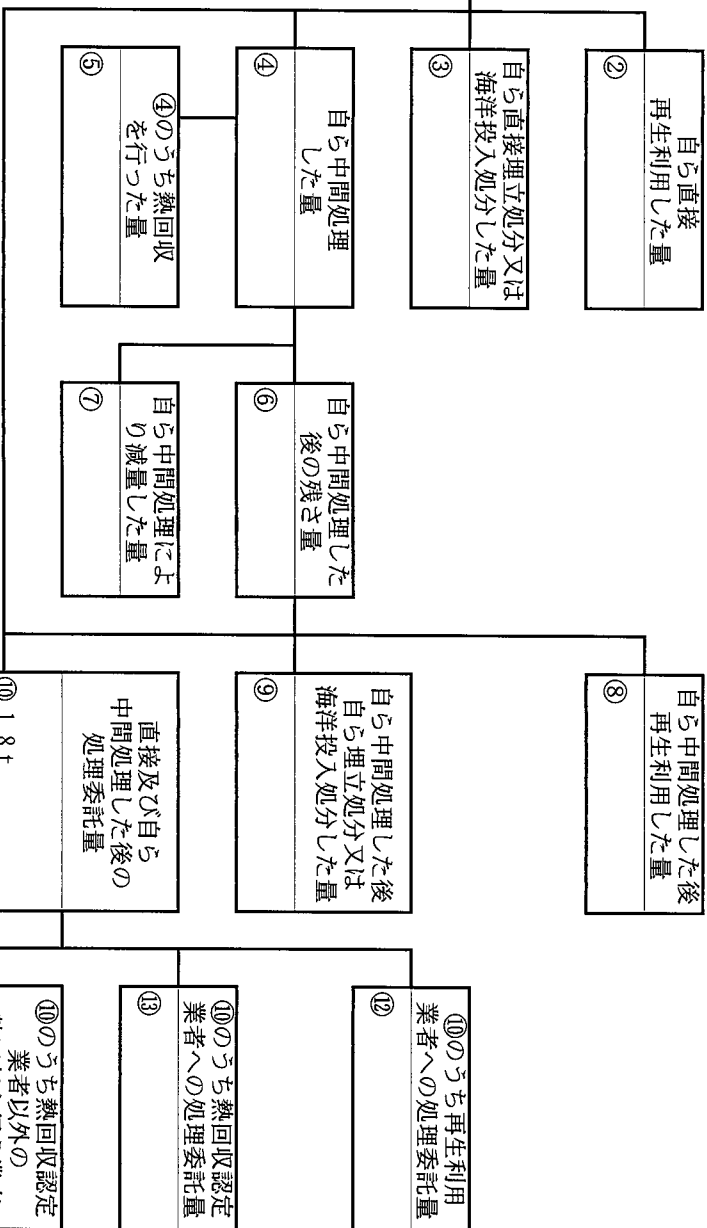 自ら直接
再生利用した量
②
自ら直接埋立処分又は
海洋投入処分した量
③
自ら中間処理
した量
④
④のうち熱回収
を行った量
⑤
自ら中間処理した
後の残さ量
⑥
自ら中間処理によ
り減量した量
⑦
自ら中間処理した後
再生利用した量
⑧
自ら中間処理した後
自ら埋立処分又は
海洋投入処分した量
⑨
直接及び自ら
中間処理した後の
処理委託量
⑩ 1 8 t
⑩のうち再生利用
業者への処理委託量
⑫
⑩のうち熱回収認定
業者への処理委託量
⑬
⑩のうち熱回収認定
業者以外の